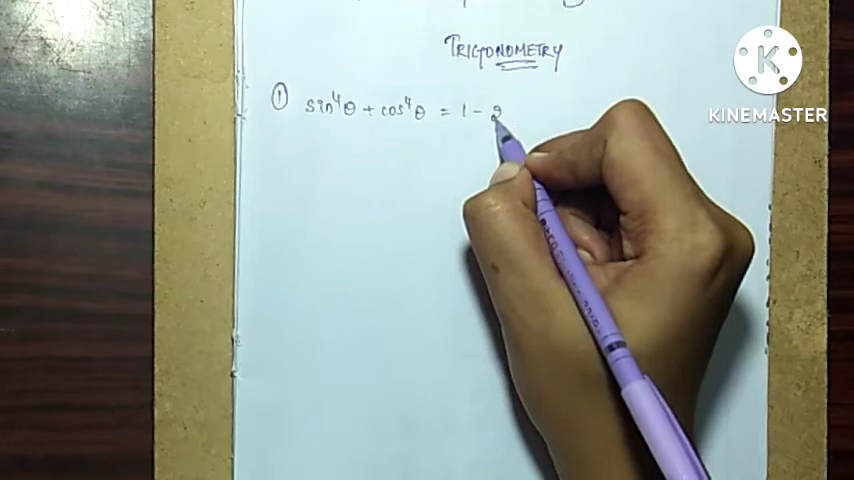 TRIGONOMETRY
① sin⁴θ + cos⁴θ = 1 - 2
K
KINEMASTER